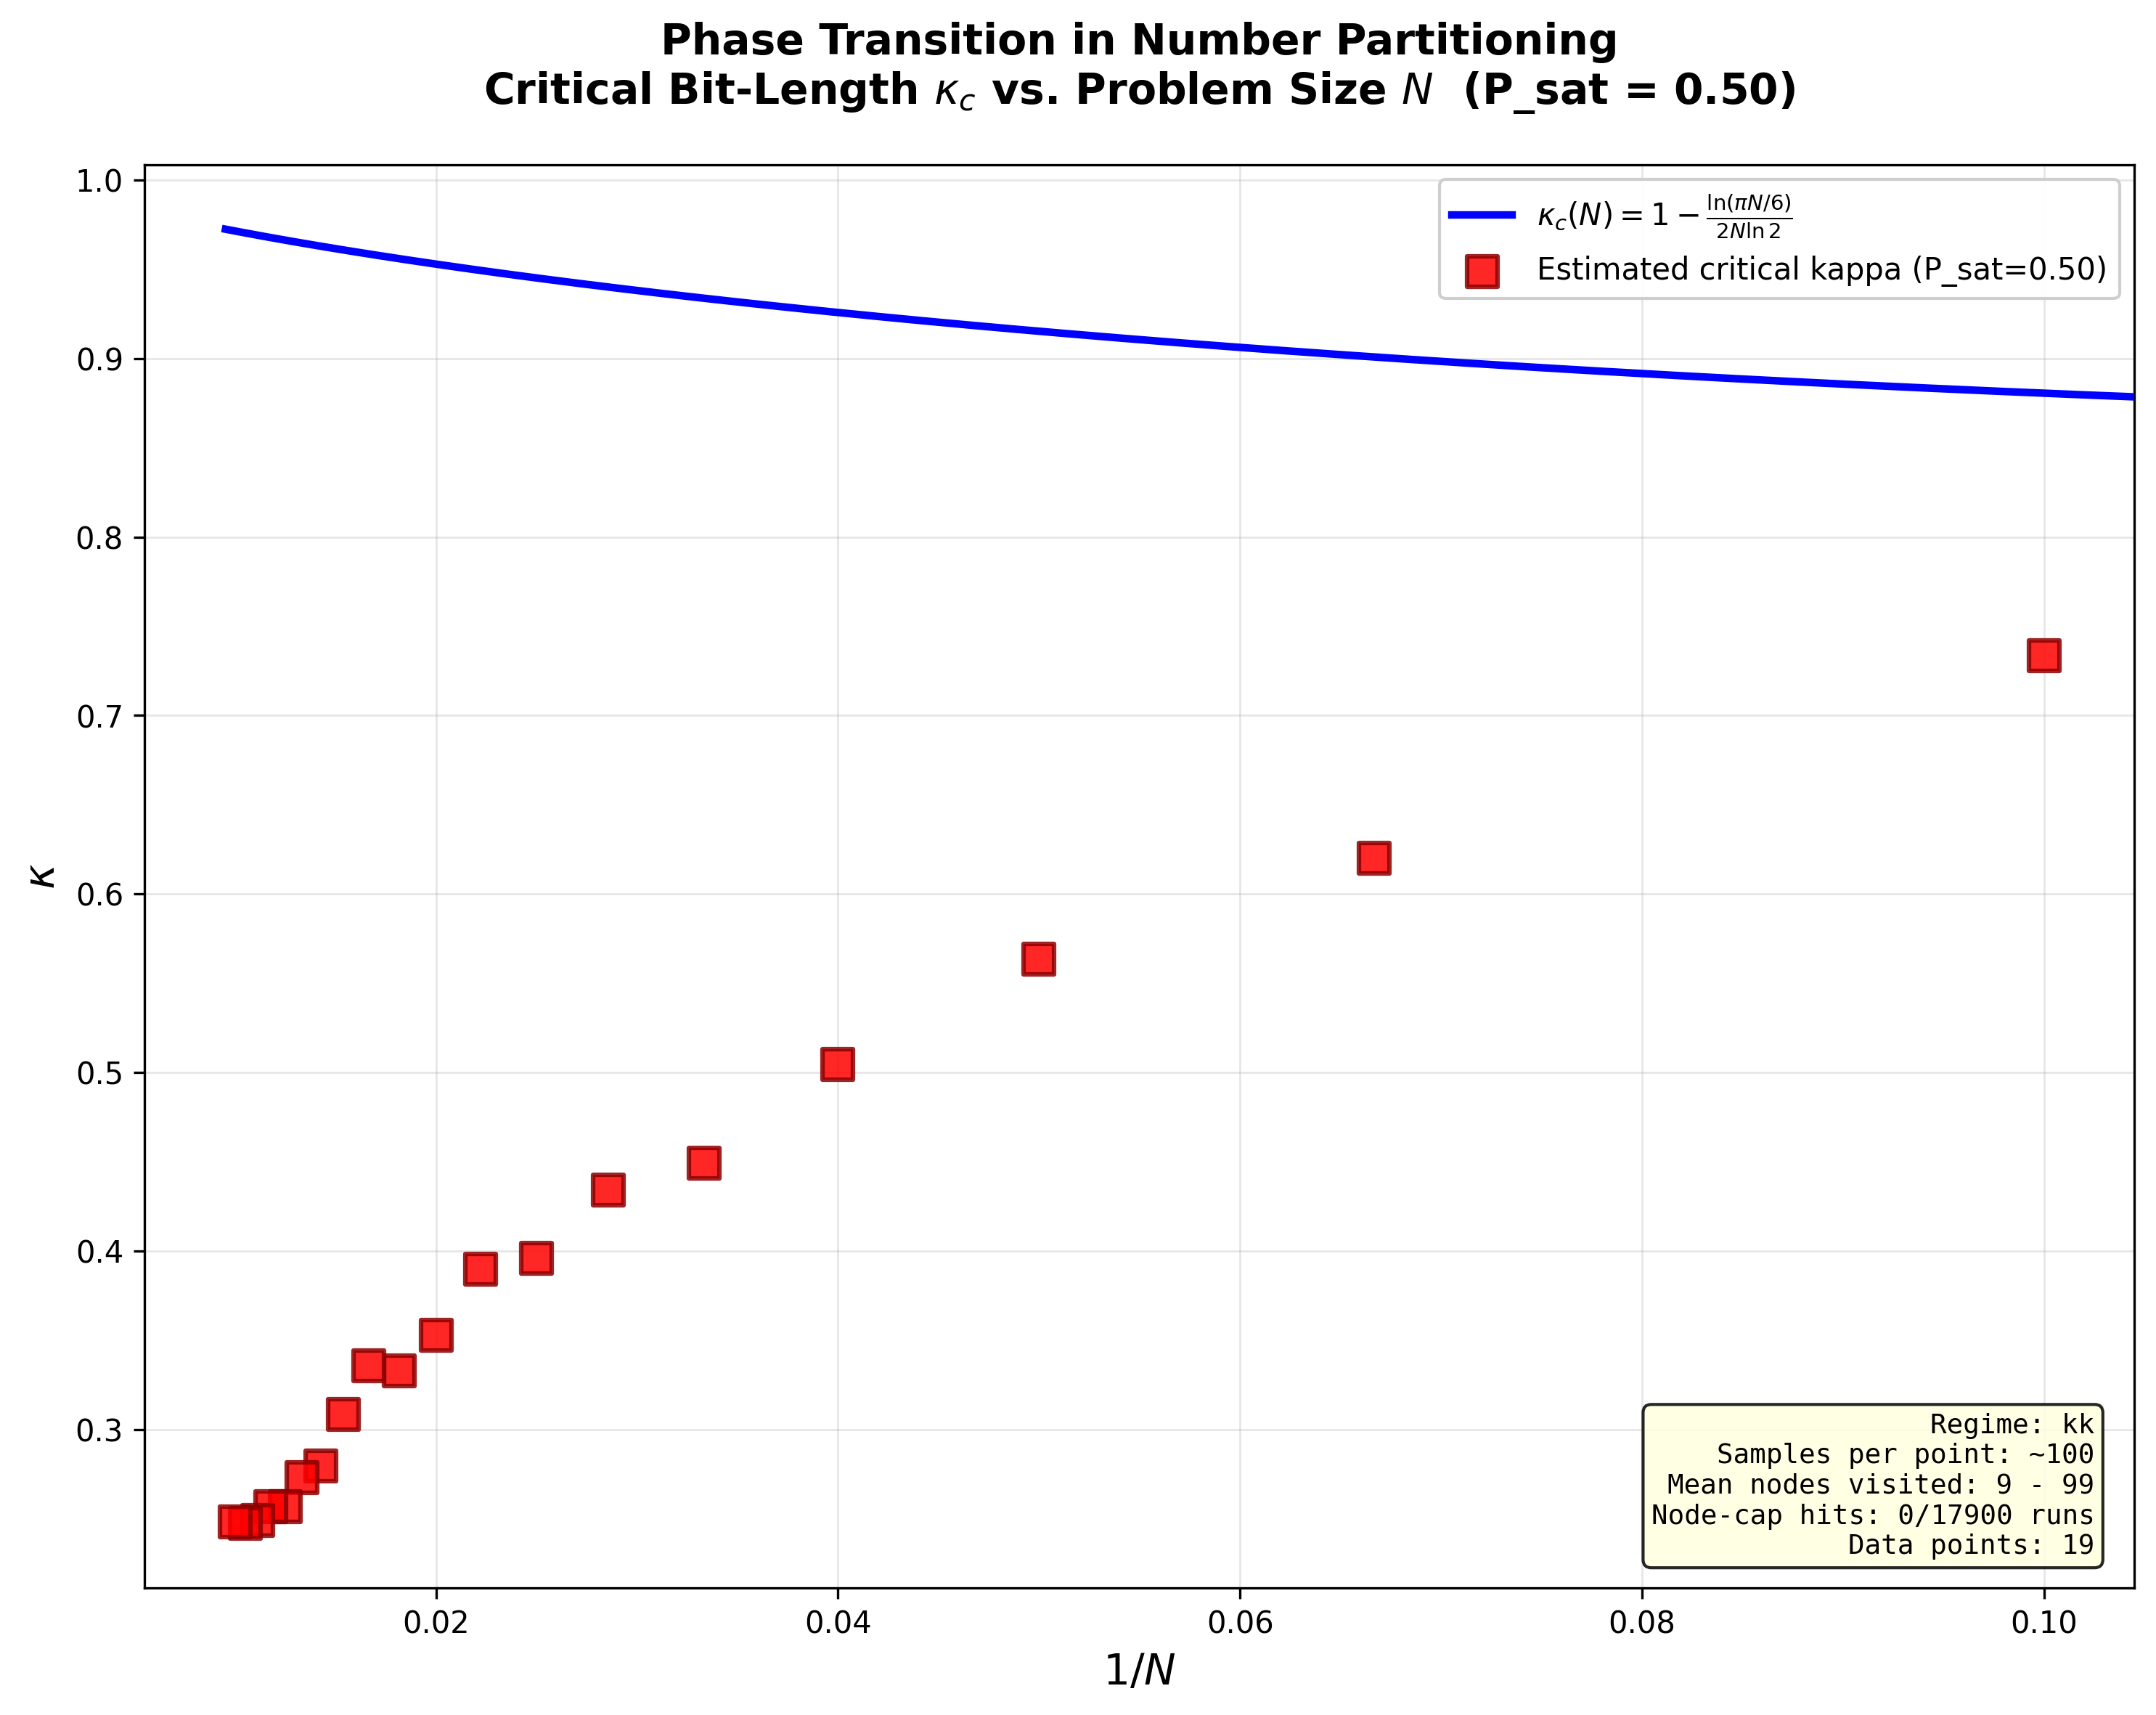 Phase Transition in Number Partitioning
Critical Bit-Length κ_c vs. Problem Size N (P_sat = 0.50)
κ_c(N) = 1 − ln(πN/6) / 2N ln 2
Estimated critical kappa (P_sat=0.50)
1.0
0.9
0.8
0.7
0.6
0.5
0.4
0.3
κ
Regime: kk
Samples per point: ~100
Mean nodes visited: 9 - 99
Node-cap hits: 0/17900 runs
Data points: 19
0.02 0.04 0.06 0.08 0.10
1/N